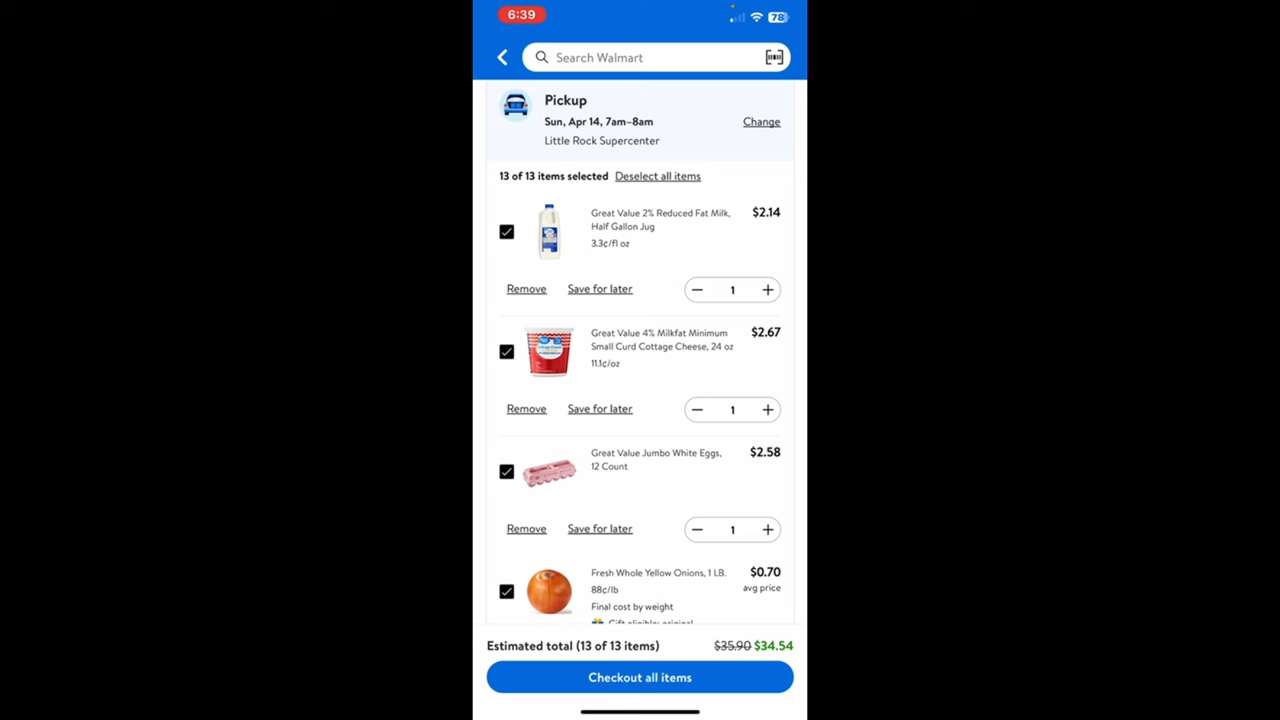 6:39
78
Search Walmart
Pickup
Sun, Apr 14, 7am–8am
Change
Little Rock Supercenter
13 of 13 items selected Deselect all items
Great Value 2% Reduced Fat Milk, $2.14
Half Gallon Jug
3.3¢/fl oz
Remove Save for later − 1 +
Great Value 4% Milkfat Minimum $2.67
Small Curd Cottage Cheese, 24 oz
11.1¢/oz
Remove Save for later − 1 +
Great Value Jumbo White Eggs, $2.58
12 Count
Remove Save for later − 1 +
Fresh Whole Yellow Onions, 1 LB. $0.70
88¢/lb avg price
Final cost by weight
Gift eligible: original
Estimated total (13 of 13 items) $35.90 $34.54
Checkout all items